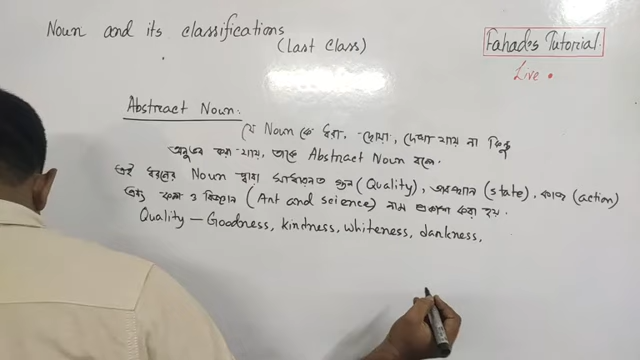 Noun and its classifications
(Last Class)
Fahades Tutorial.
Live
Abstract Noun:
যে Noun কে ধরা, ছোয়া, দেখা যায় না কিন্তু
অনুভব করা যায়, তাকে Abstract Noun বলে.
এই ধরনের Noun দ্বারা সাধারনত গুন (Quality), অবস্থান (state), কাজ (action)
এবং কলা ও বিজ্ঞান (Art and science) নাম প্রকাশ করা হয়.
Quality — Goodness, kindness, whiteness, darkness,